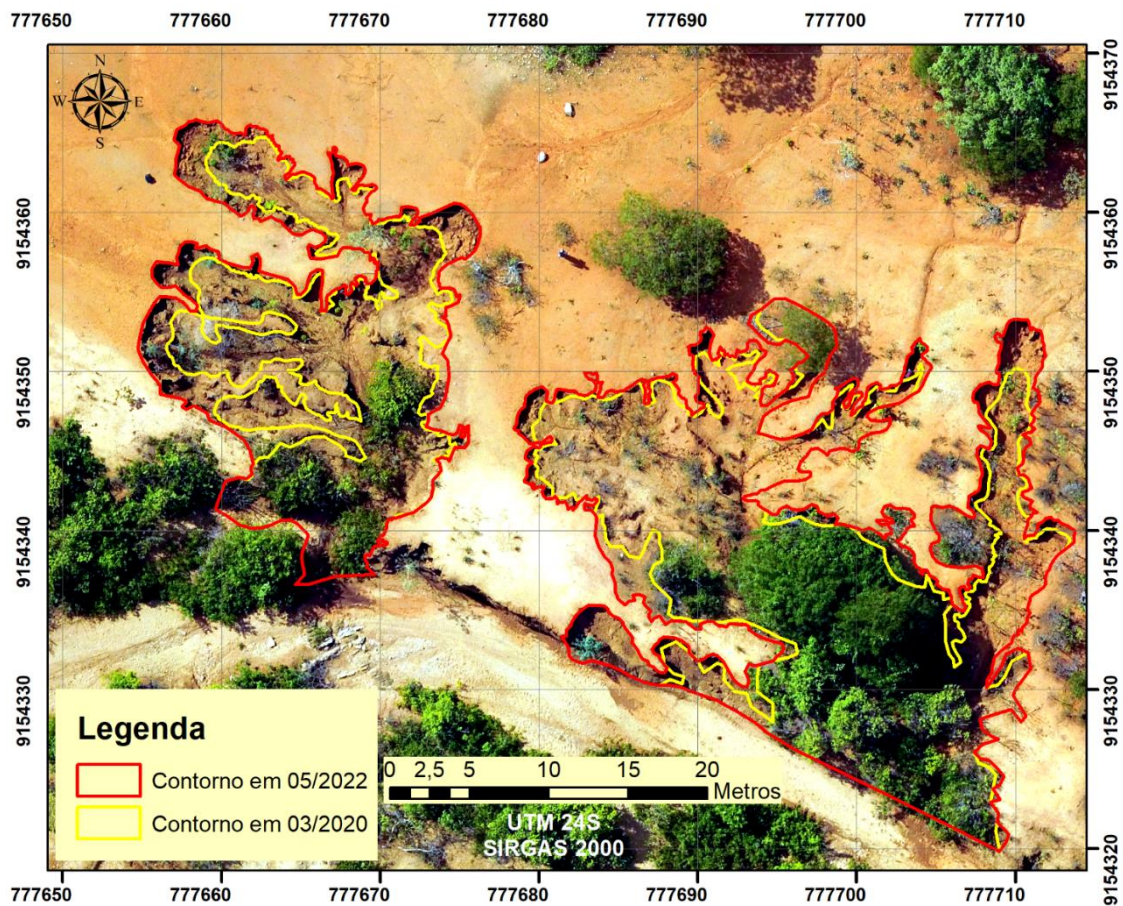 777650 777660 777670 777680 777690 777700 777710
N
W E
S
9154370
9154360 9154360
9154350 9154350
9154340 9154340
9154330 9154330
9154320
Legenda
Contorno em 05/2022
Contorno em 03/2020
0 2,5 5 10 15 20
Metros
UTM 24S
SIRGAS 2000
777650 777660 777670 777680 777690 777700 777710